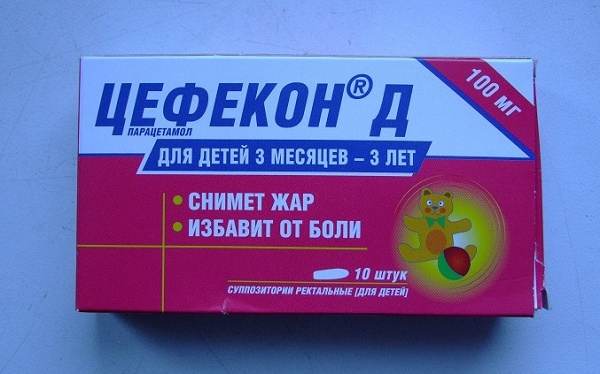 ЦЕФЕКОН® Д
ПАРАЦЕТАМОЛ
100 МГ
ДЛЯ ДЕТЕЙ 3 МЕСЯЦЕВ – 3 ЛЕТ
• СНИМЕТ ЖАР
• ИЗБАВИТ ОТ БОЛИ
10 штук
СУППОЗИТОРИИ РЕКТАЛЬНЫЕ [ДЛЯ ДЕТЕЙ]